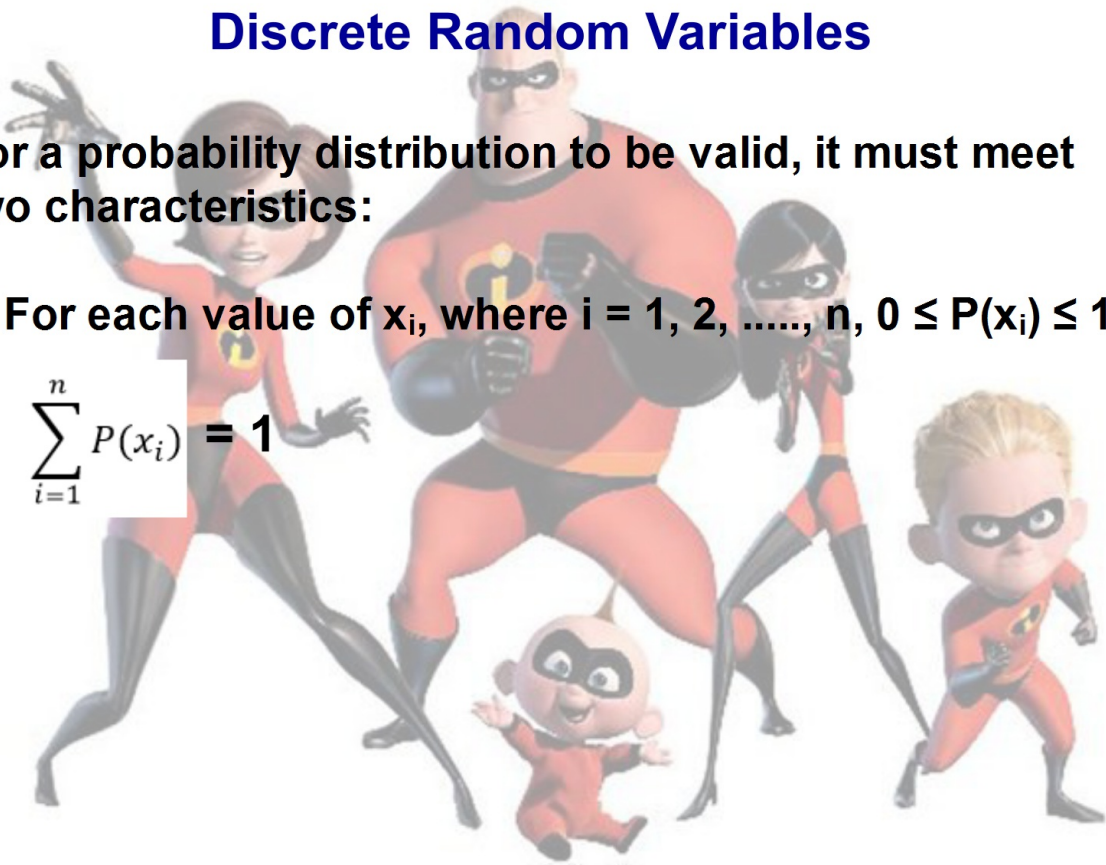 Discrete Random Variables
or a probability distribution to be valid, it must meet
o characteristics:
For each value of xᵢ, where i = 1, 2, ....., n, 0 ≤ P(xᵢ) ≤ 1
n
∑ P(xᵢ) = 1
i=1